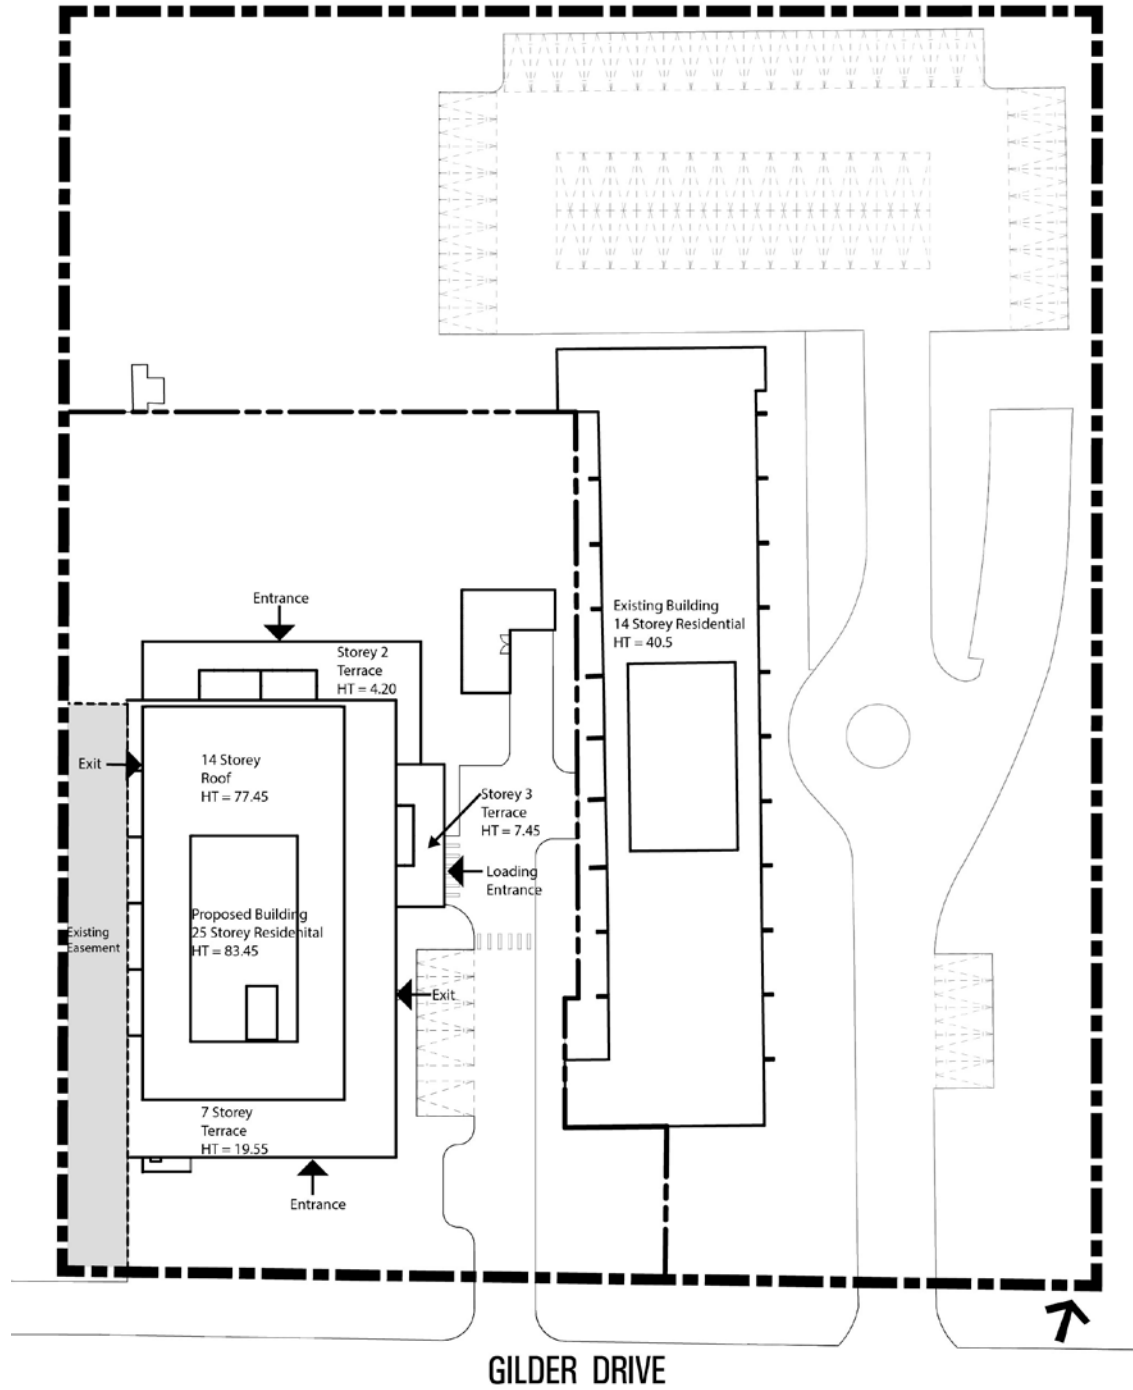 Existing Building
14 Storey Residential
HT = 40.5
Entrance
Storey 2
Terrace
HT = 4.20
Exit
14 Storey
Roof
HT = 77.45
Storey 3
Terrace
HT = 7.45
Loading
Entrance
Proposed Building
25 Storey Residenital
HT = 83.45
Existing
Easement
Exit
7 Storey
Terrace
HT = 19.55
Entrance
GILDER DRIVE